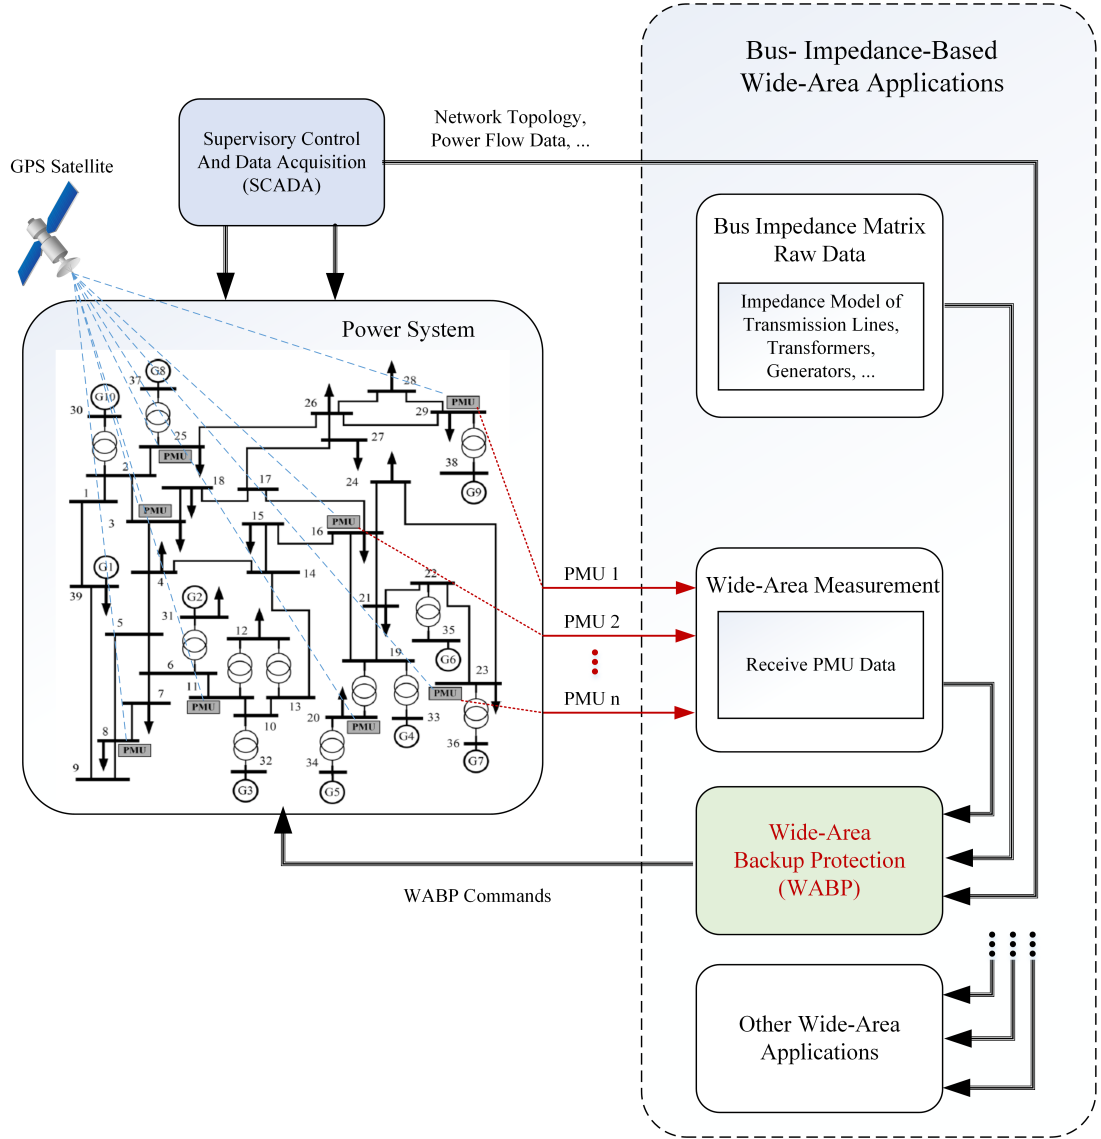 Bus- Impedance-Based
Wide-Area Applications
Network Topology,
Power Flow Data, ...
Supervisory Control
And Data Acquisition
(SCADA)
GPS Satellite
Bus Impedance Matrix
Raw Data
Impedance Model of
Transmission Lines,
Transformers,
Generators, ...
Power System
G8
37
28
G10
30
26
PMU
29
25
27
PMU
38
2
18
17
24
G9
1
PMU
3
15
PMU
16
G1
4
14
22
39
G2
21
31
5
12
35
19
G6
6
23
11
7
PMU
13
PMU
10
20
PMU
33
8
PMU
G4
36
9
32
34
G7
G3
G5
PMU 1
PMU 2
PMU n
Wide-Area Measurement
Receive PMU Data
Wide-Area
Backup Protection
(WABP)
WABP Commands
Other Wide-Area
Applications